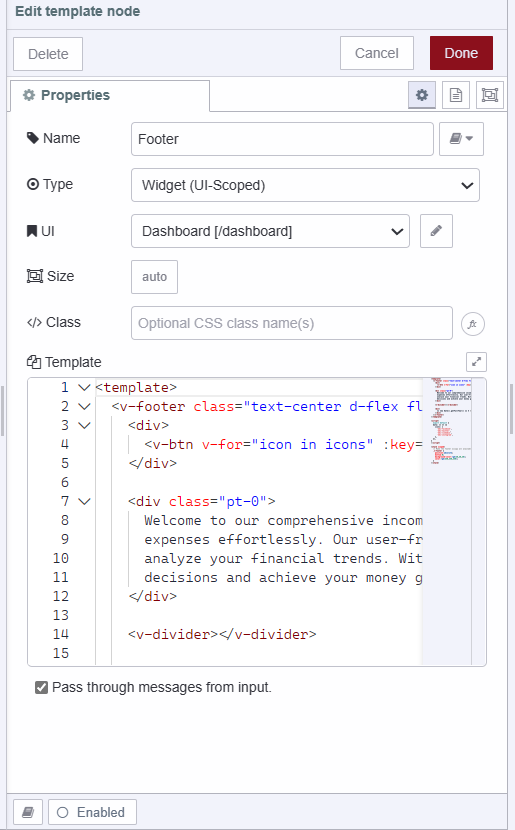 Edit template node
Delete
Cancel
Done
Properties
Name
Footer
Type
Widget (UI-Scoped)
UI
Dashboard [/dashboard]
Size
auto
</> Class
Optional CSS class name(s)
fx
Template
1 <template>
2 <v-footer class="text-center d-flex fl
3 <div>
4 <v-btn v-for="icon in icons" :key=
5 </div>
6
7 <div class="pt-0">
8 Welcome to our comprehensive incom
9 expenses effortlessly. Our user-fr
10 analyze your financial trends. Wit
11 decisions and achieve your money g
12 </div>
13
14 <v-divider></v-divider>
15
Pass through messages from input.
Enabled